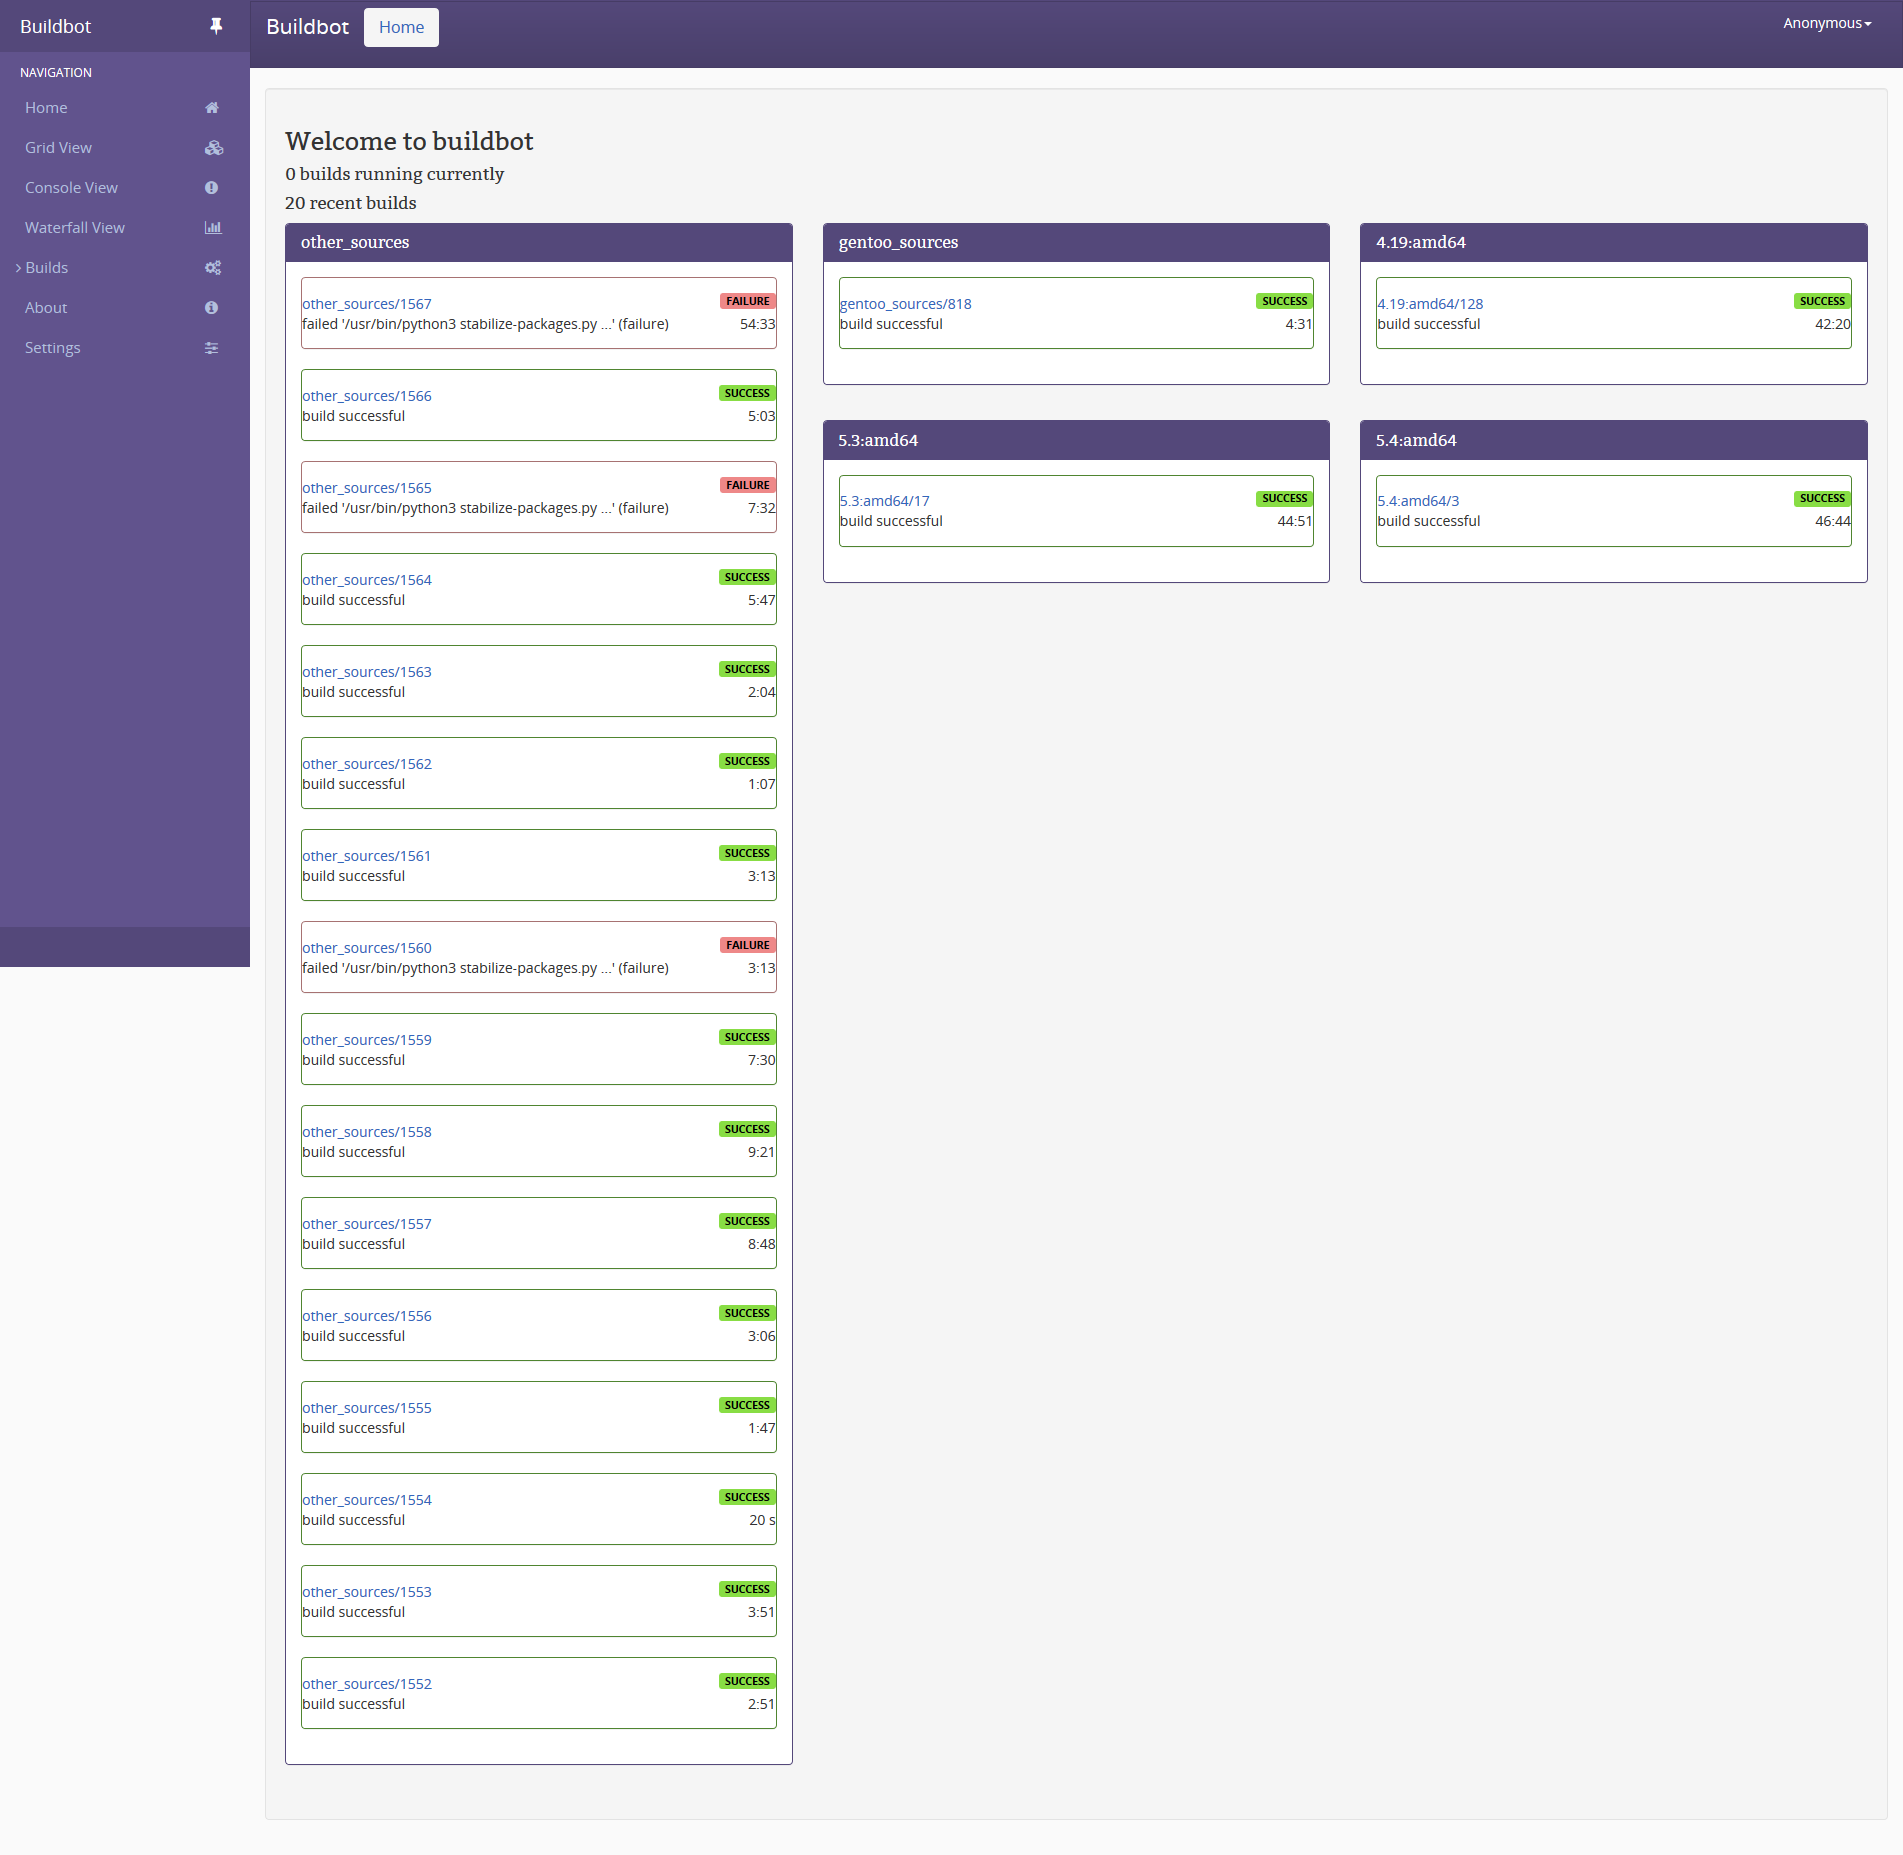 Buildbot
NAVIGATION
Home
Grid View
Console View
Waterfall View
Builds
About
Settings
Buildbot Home
Anonymous
Welcome to buildbot
0 builds running currently
20 recent builds
other_sources
other_sources/1567 FAILURE
failed '/usr/bin/python3 stabilize-packages.py ...' (failure) 54:33
other_sources/1566 SUCCESS
build successful 5:03
other_sources/1565 FAILURE
failed '/usr/bin/python3 stabilize-packages.py ...' (failure) 7:32
other_sources/1564 SUCCESS
build successful 5:47
other_sources/1563 SUCCESS
build successful 2:04
other_sources/1562 SUCCESS
build successful 1:07
other_sources/1561 SUCCESS
build successful 3:13
other_sources/1560 FAILURE
failed '/usr/bin/python3 stabilize-packages.py ...' (failure) 3:13
other_sources/1559 SUCCESS
build successful 7:30
other_sources/1558 SUCCESS
build successful 9:21
other_sources/1557 SUCCESS
build successful 8:48
other_sources/1556 SUCCESS
build successful 3:06
other_sources/1555 SUCCESS
build successful 1:47
other_sources/1554 SUCCESS
build successful 20 s
other_sources/1553 SUCCESS
build successful 3:51
other_sources/1552 SUCCESS
build successful 2:51
gentoo_sources
gentoo_sources/818 SUCCESS
build successful 4:31
4.19:amd64
4.19:amd64/128 SUCCESS
build successful 42:20
5.3:amd64
5.3:amd64/17 SUCCESS
build successful 44:51
5.4:amd64
5.4:amd64/3 SUCCESS
build successful 46:44